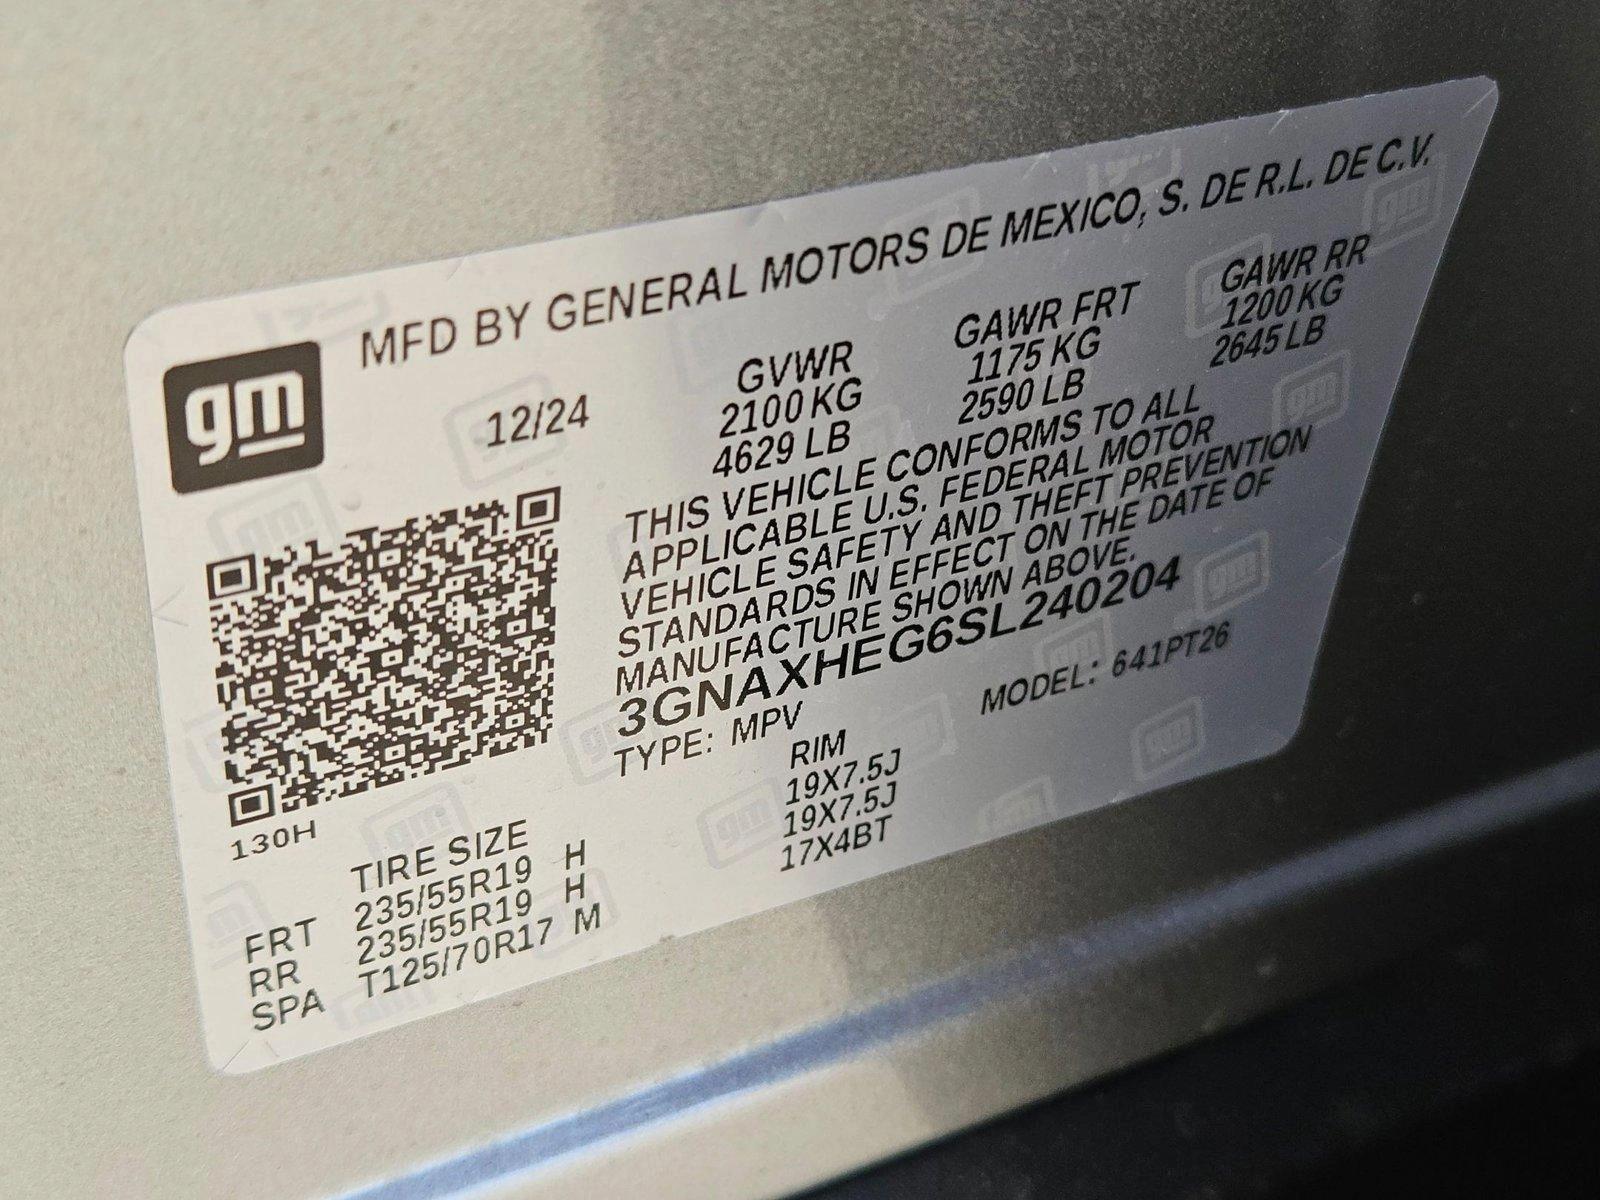 gm
MFD BY GENERAL MOTORS DE MEXICO, S. DE R.L. DE C.V.
12/24
GVWR
2100 KG
4629 LB
GAWR FRT
1175 KG
2590 LB
GAWR RR
1200 KG
2645 LB
THIS VEHICLE CONFORMS TO ALL
APPLICABLE U.S. FEDERAL MOTOR
VEHICLE SAFETY AND THEFT PREVENTION
STANDARDS IN EFFECT ON THE DATE OF
MANUFACTURE SHOWN ABOVE.
3GNAXHEG6SL240204
TYPE: MPV
MODEL: 641PT26
130H
TIRE SIZE
RIM
FRT 235/55R19 H 19X7.5J
RR 235/55R19 H 19X7.5J
SPA T125/70R17 M 17X4BT